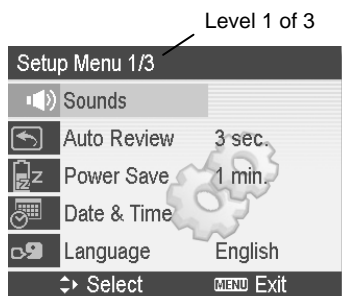 Level 1 of 3
Setup Menu 1/3
Sounds
Auto Review 3 sec.
Power Save 1 min.
Date & Time
Language English
Select MENU Exit